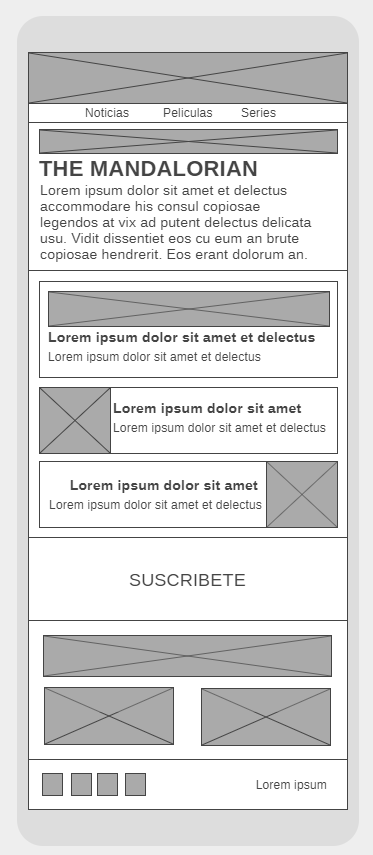 Noticias Peliculas Series
THE MANDALORIAN
Lorem ipsum dolor sit amet et delectus
accommodare his consul copiosae
legendos at vix ad putent delectus delicata
usu. Vidit dissentiet eos cu eum an brute
copiosae hendrerit. Eos erant dolorum an.
Lorem ipsum dolor sit amet et delectus
Lorem ipsum dolor sit amet et delectus
Lorem ipsum dolor sit amet
Lorem ipsum dolor sit amet et delectus
Lorem ipsum dolor sit amet
Lorem ipsum dolor sit amet et delectus
SUSCRIBETE
Lorem ipsum